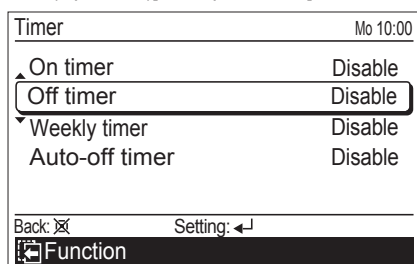 Timer Mo 10:00
On timer Disable
Off timer Disable
Weekly timer Disable
Auto-off timer Disable
Back: Setting:
Function